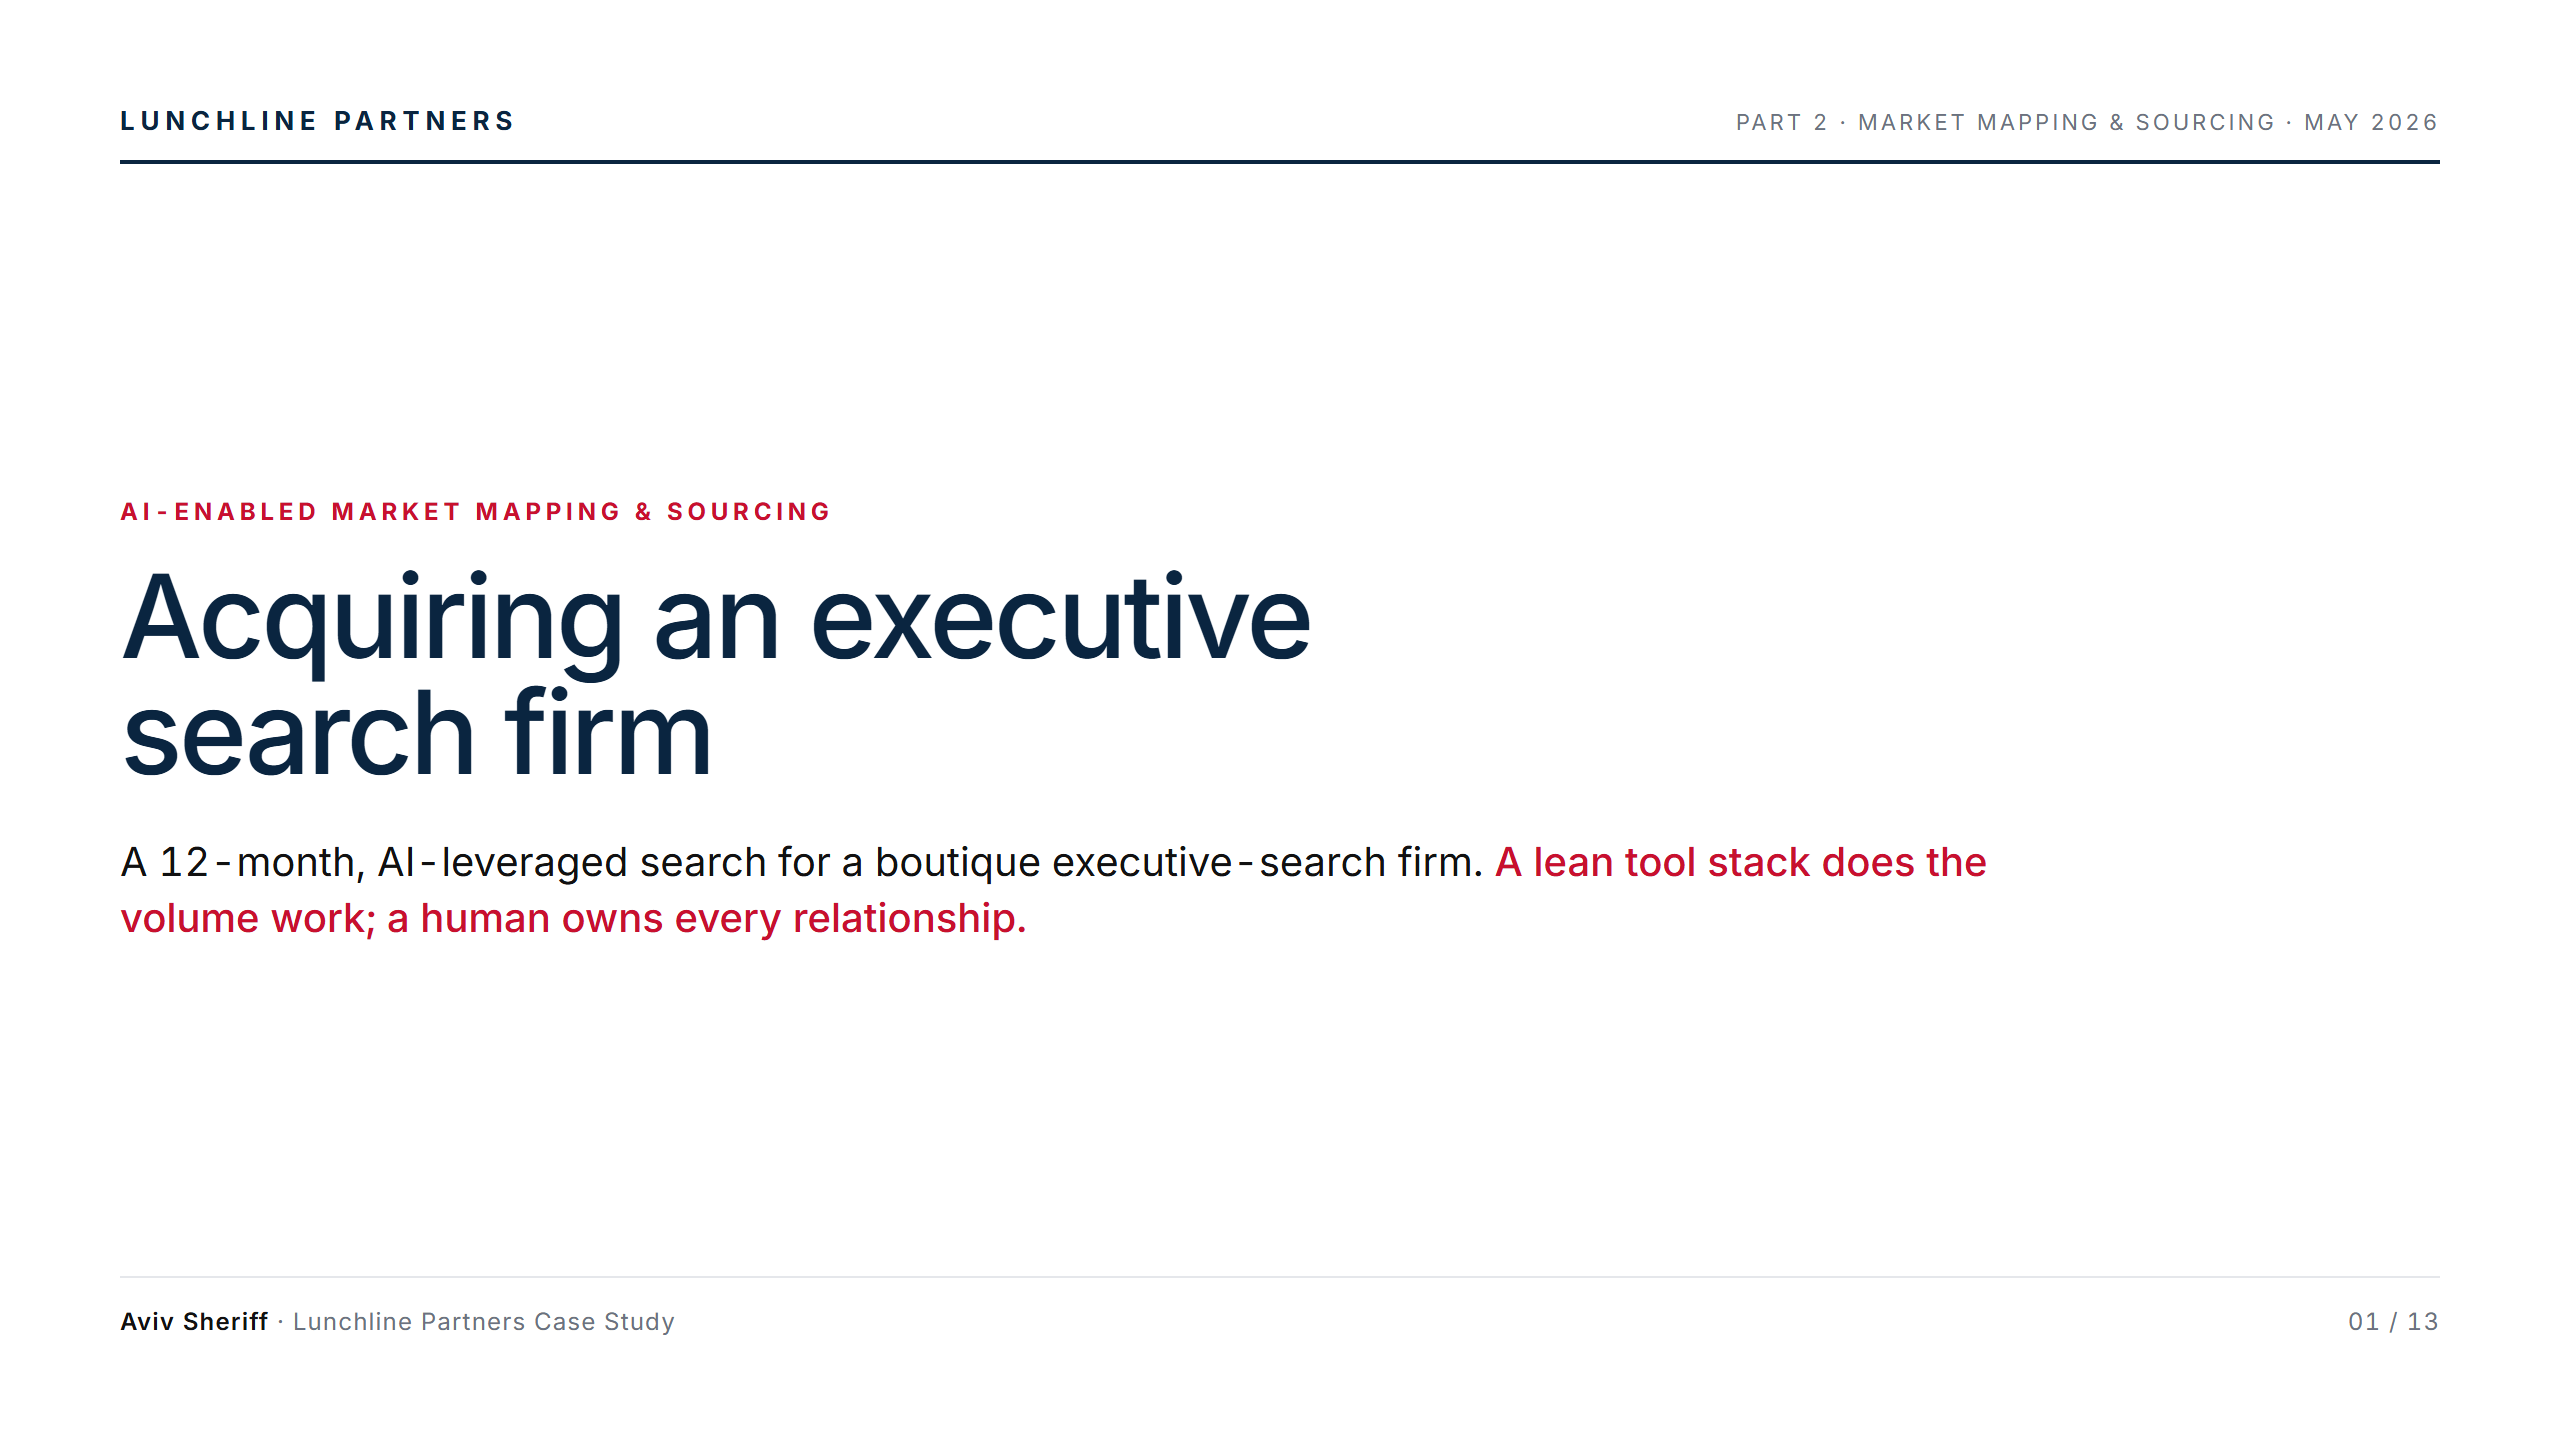 LUNCHLINE PARTNERS
PART 2 · MARKET MAPPING & SOURCING · MAY 2026
AI-ENABLED MARKET MAPPING & SOURCING
Acquiring an executive
search firm
A 12-month, AI-leveraged search for a boutique executive-search firm. A lean tool stack does the
volume work; a human owns every relationship.
Aviv Sheriff · Lunchline Partners Case Study
01 / 13